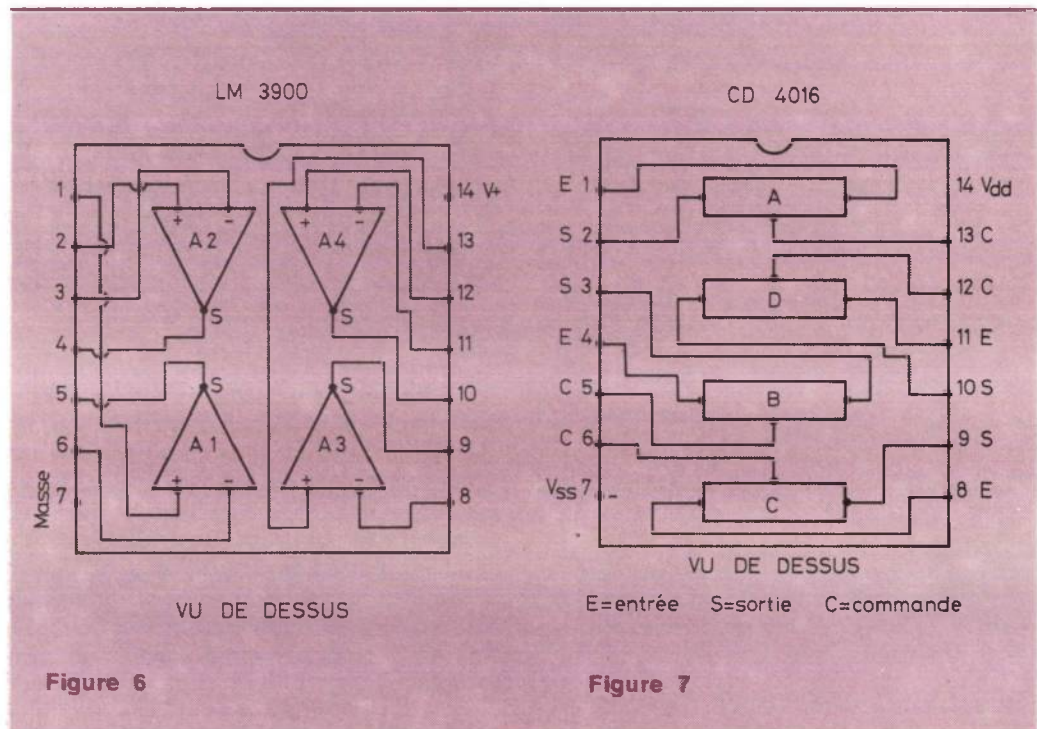 LM 3900
1
2
3
4
5
6
Masse
7
14 V+
13
12
11
10
9
8
+ -
A2
S
+ -
A4
S
S
A1
+ -
S
A3
+ -
VU DE DESSUS
Figure 6
CD 4016
E 1
S 2
S 3
E 4
C 5
C 6
Vss 7
14 Vdd
13 C
12 C
11 E
10 S
9 S
8 E
A
D
B
C
VU DE DESSUS
E=entrée S=sortie C=commande
Figure 7